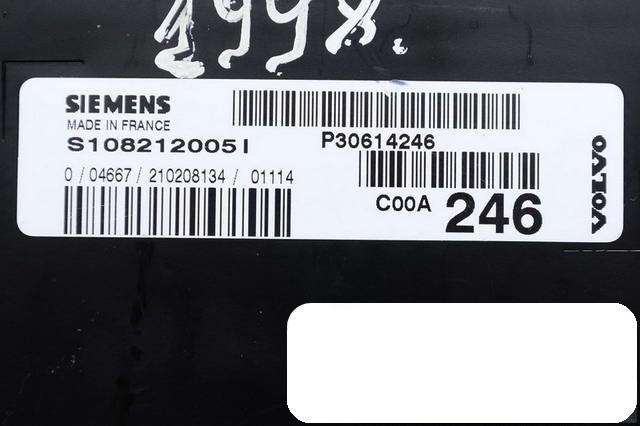 1998.
SIEMENS
MADE IN FRANCE
S108212005I
P30614246
0 / 04667 / 210208134 / 01114
C00A 246
VOLVO